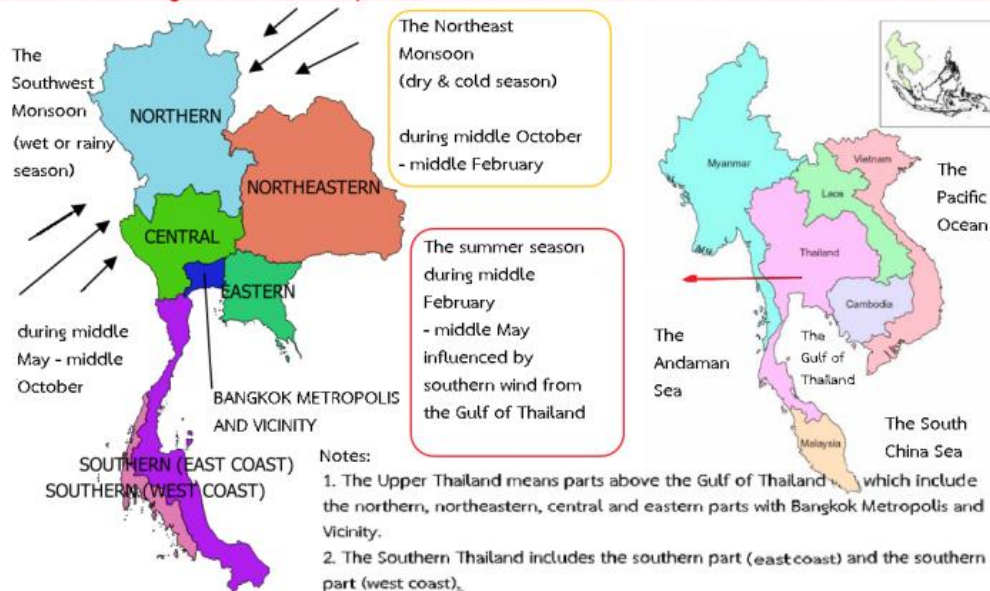 The
Southwest
Monsoon
(wet or rainy
season)
during middle
May - middle
October
NORTHERN
NORTHEASTERN
CENTRAL
EASTERN
BANGKOK METROPOLIS
AND VICINITY
SOUTHERN (EAST COAST)
SOUTHERN (WEST COAST)
The Northeast
Monsoon
(dry & cold season)
during middle October
- middle February
The summer season
during middle
February
- middle May
influenced by
southern wind from
the Gulf of Thailand
Myanmar
Vietnam
Laos
Thailand
Cambodia
Malaysia
The
Pacific
Ocean
The
Andaman
Sea
The
Gulf of
Thailand
The South
China Sea
Notes:
1. The Upper Thailand means parts above the Gulf of Thailand which include
the northern, northeastern, central and eastern parts with Bangkok Metropolis and
Vicinity.
2. The Southern Thailand includes the southern part (east coast) and the southern
part (west coast).